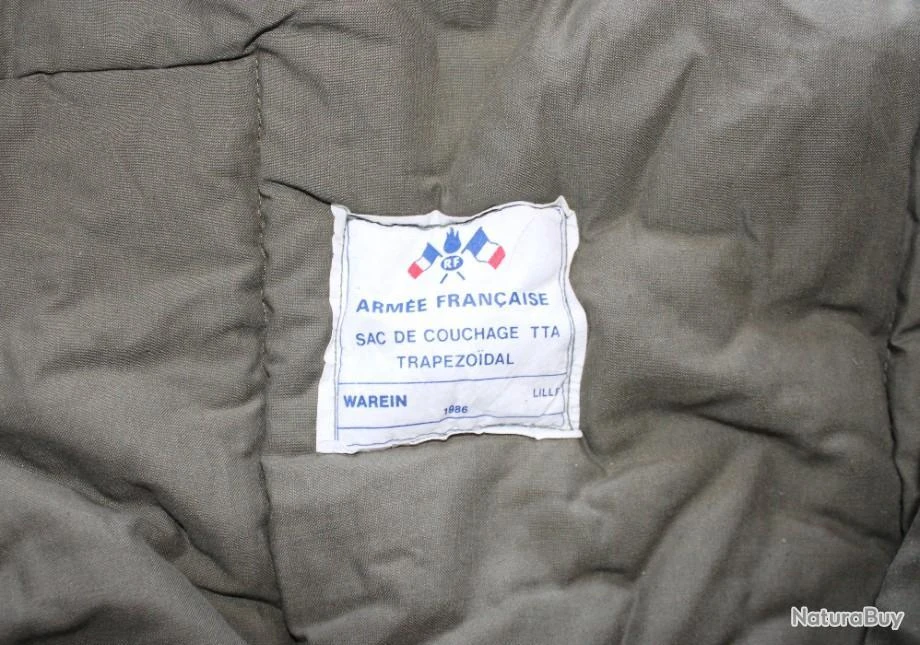 RF
ARMÉE FRANÇAISE
SAC DE COUCHAGE TTA
TRAPEZOÏDAL
WAREIN LILLE
1986
NaturaBuy